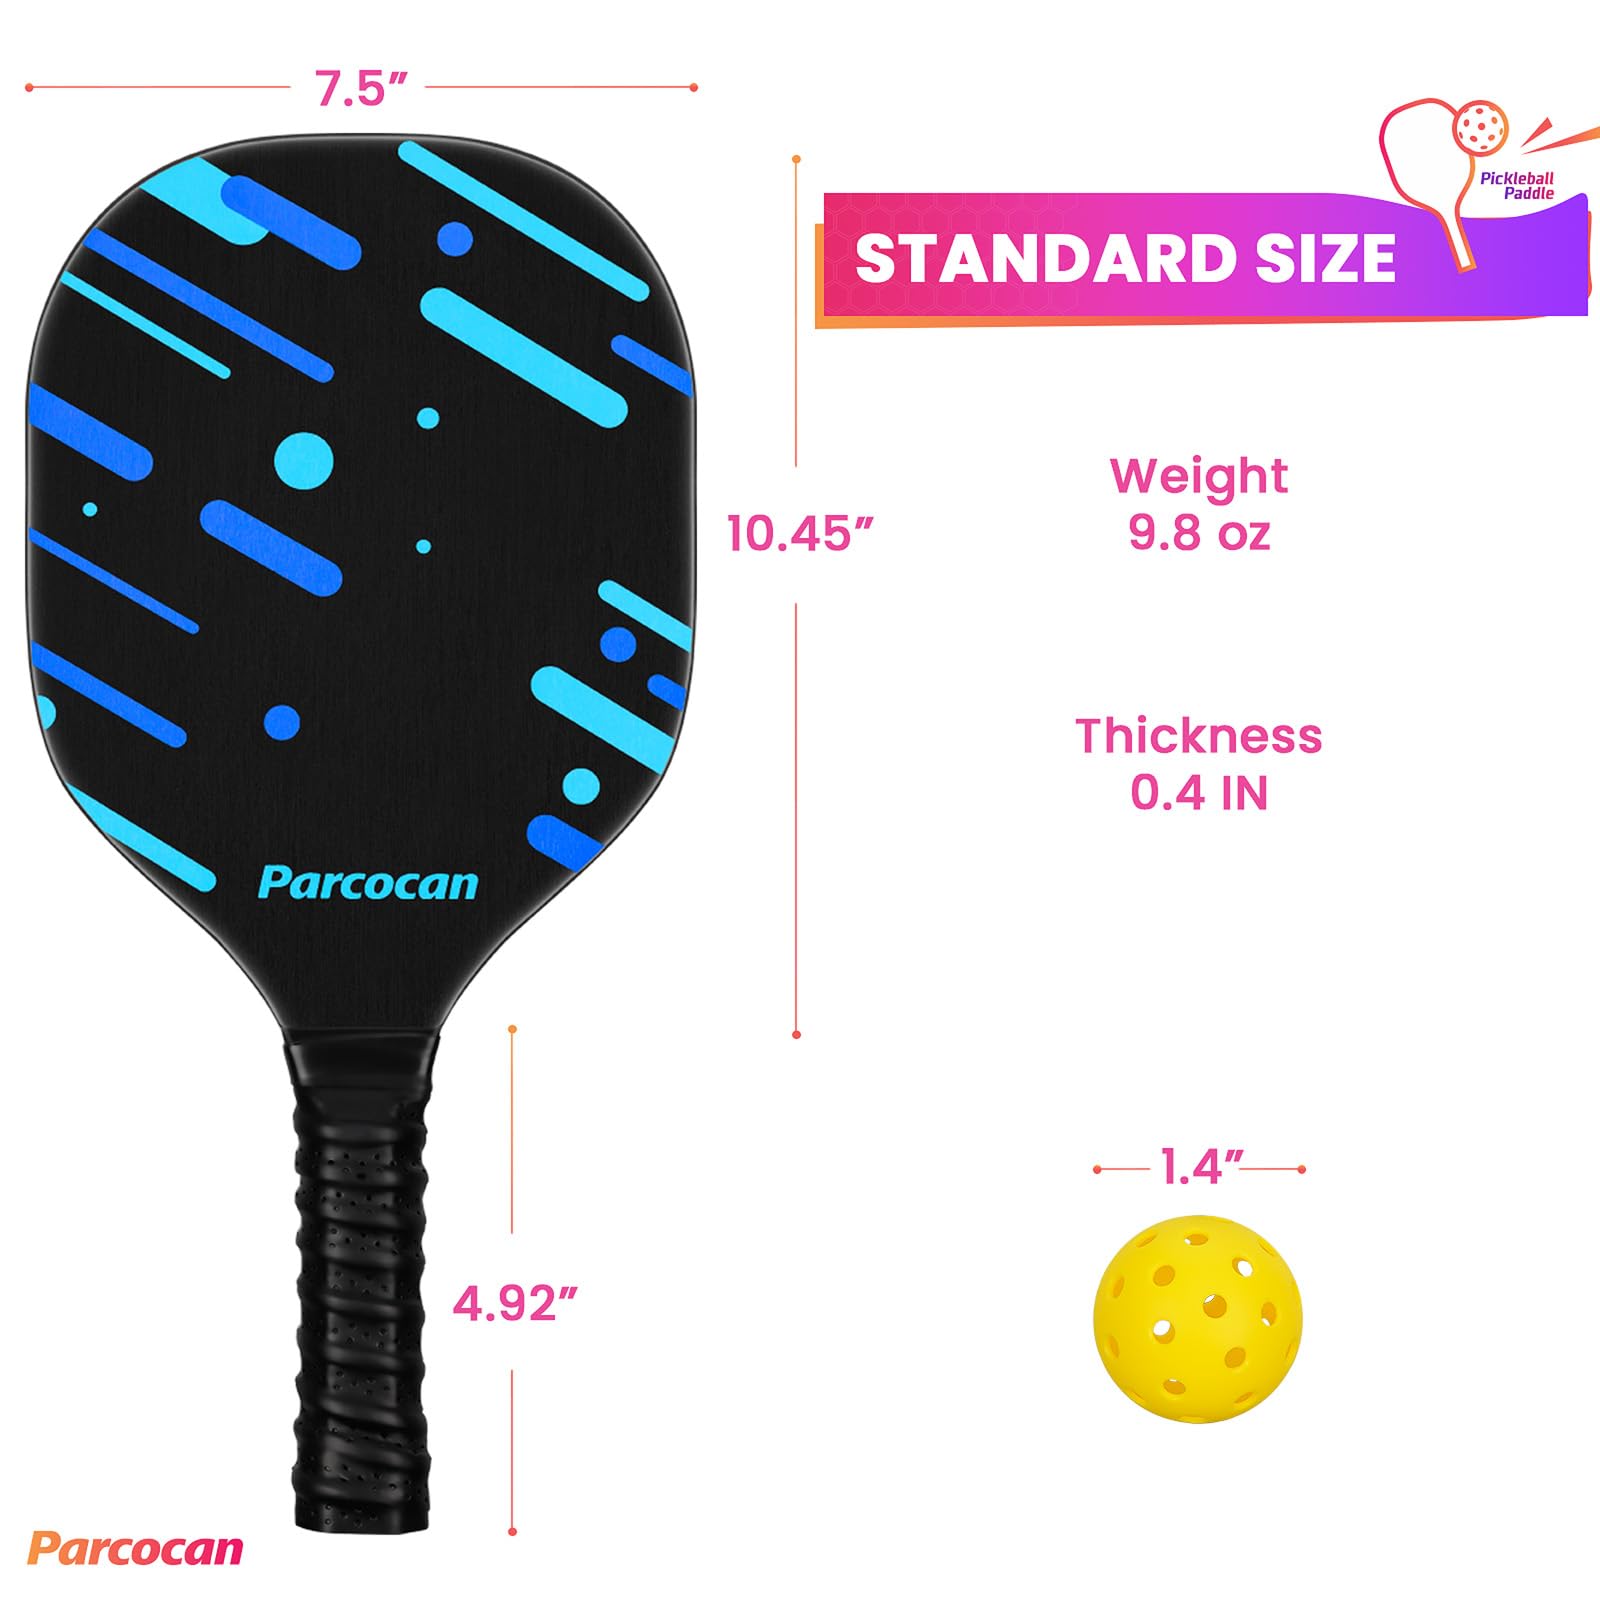 7.5”
PicKleball
Paddle
STANDARD SIZE
Weight
9.8 oz
10.45”
Thickness
0.4 IN
Parcocan
1.4”
4.92”
Parcocan